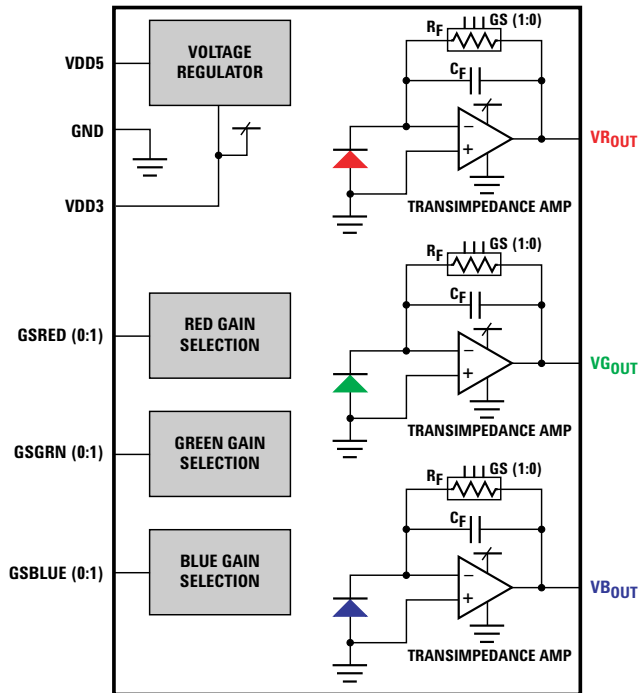 VOLTAGE
REGULATOR
VDD5
GND
VDD3
RF
GS (1:0)
CF
−
+
VROUT
TRANSIMPEDANCE AMP
GSRED (0:1)
RED GAIN
SELECTION
RF
GS (1:0)
CF
−
+
VGOUT
TRANSIMPEDANCE AMP
GSGRN (0:1)
GREEN GAIN
SELECTION
GSBLUE (0:1)
BLUE GAIN
SELECTION
RF
GS (1:0)
CF
−
+
VBOUT
TRANSIMPEDANCE AMP